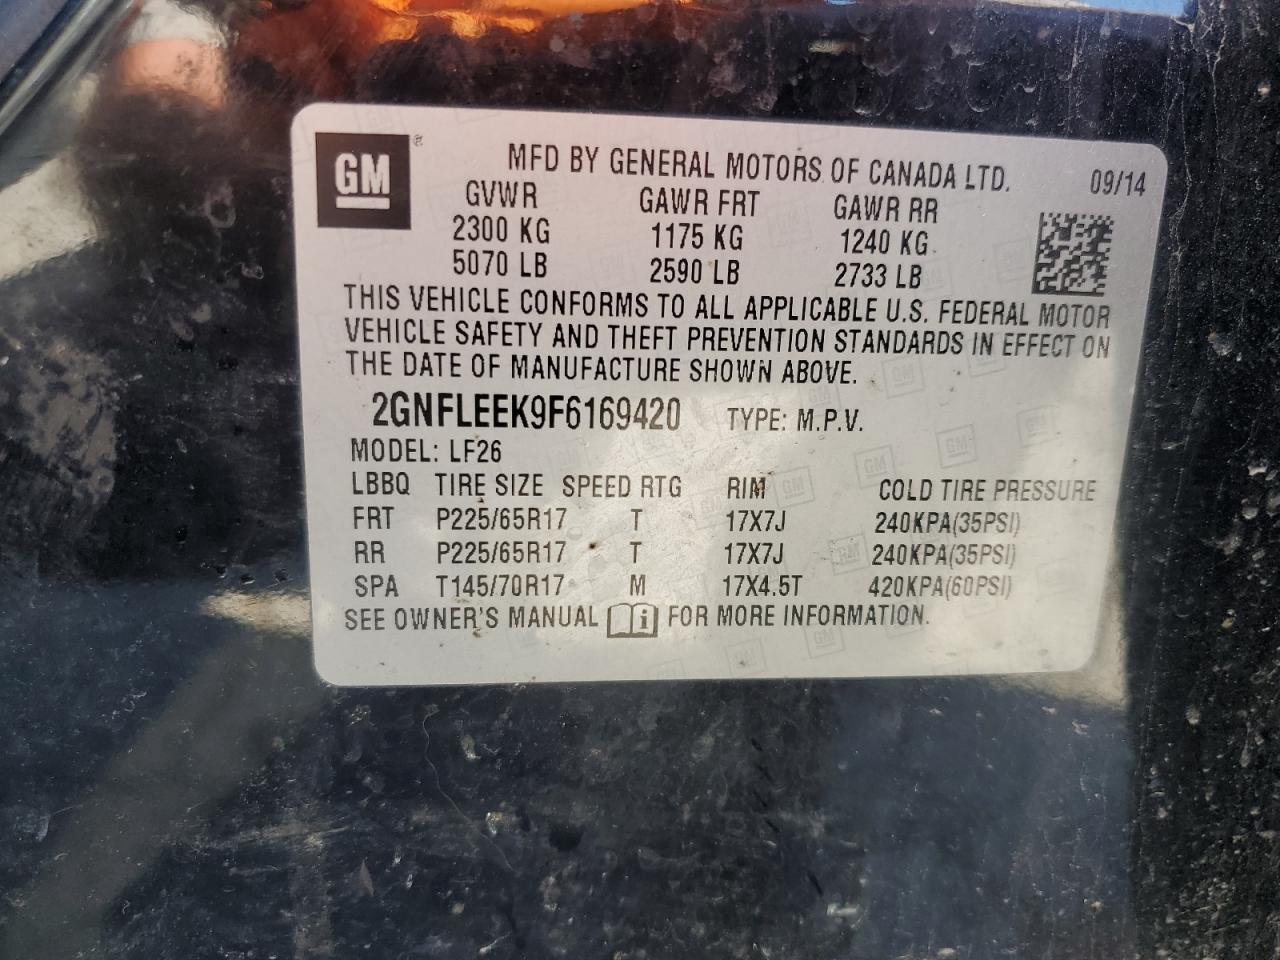 GM ®
MFD BY GENERAL MOTORS OF CANADA LTD. 09/14
GVWR GAWR FRT GAWR RR
2300 KG 1175 KG 1240 KG
5070 LB 2590 LB 2733 LB
THIS VEHICLE CONFORMS TO ALL APPLICABLE U.S. FEDERAL MOTOR
VEHICLE SAFETY AND THEFT PREVENTION STANDARDS IN EFFECT ON
THE DATE OF MANUFACTURE SHOWN ABOVE.
2GNFLEEK9F6169420 TYPE: M.P.V.
MODEL: LF26
LBBQ TIRE SIZE SPEED RTG RIM COLD TIRE PRESSURE
FRT P225/65R17 T 17X7J 240KPA(35PSI)
RR P225/65R17 T 17X7J 240KPA(35PSI)
SPA T145/70R17 M 17X4.5T 420KPA(60PSI)
SEE OWNER'S MANUAL i FOR MORE INFORMATION.